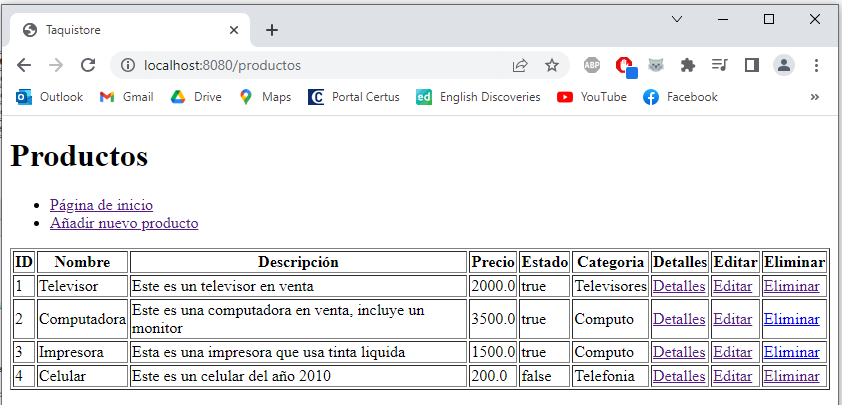 Taquistore
localhost:8080/productos
ABP
Outlook Gmail Drive Maps Portal Certus English Discoveries YouTube Facebook »
Productos
Página de inicio
Añadir nuevo producto
ID Nombre Descripción Precio Estado Categoria Detalles Editar Eliminar
1 Televisor Este es un televisor en venta 2000.0 true Televisores Detalles Editar Eliminar
2 Computadora Este es una computadora en venta, incluye un monitor 3500.0 true Computo Detalles Editar Eliminar
3 Impresora Esta es una impresora que usa tinta liquida 1500.0 true Computo Detalles Editar Eliminar
4 Celular Este es un celular del año 2010 200.0 false Telefonia Detalles Editar Eliminar